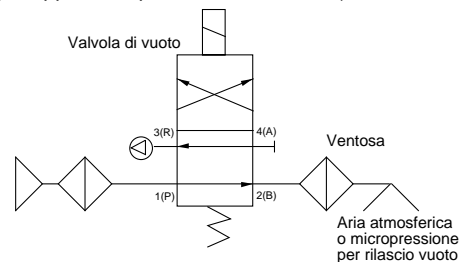 Valvola di vuoto
3(R) 4(A)
Ventosa
1(P) 2(B)
Aria atmosferica
o micropressione
per rilascio vuoto